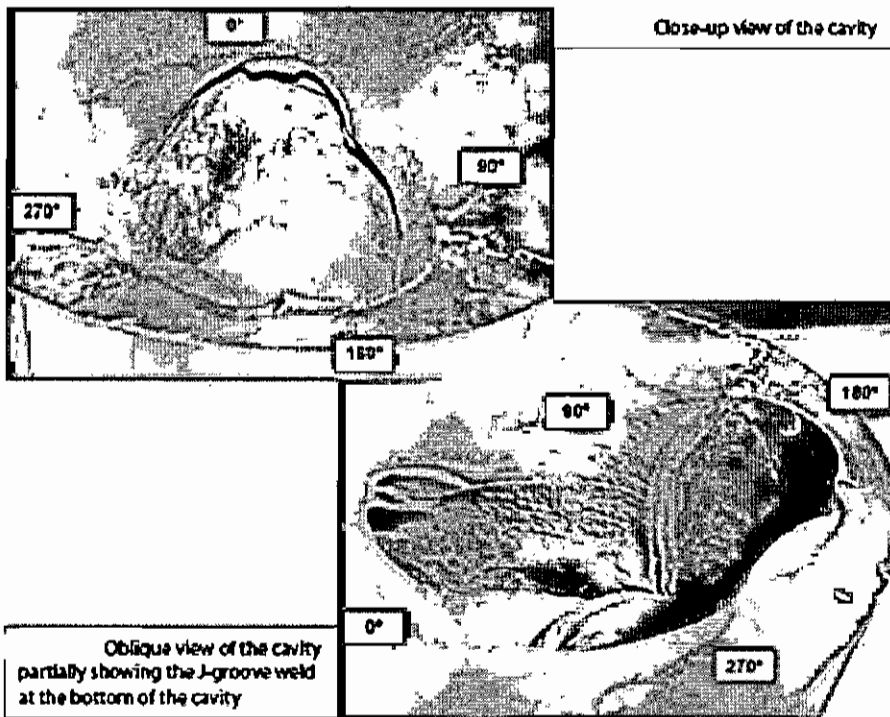 0°
Close-up view of the cavity
90°
270°
180°
180°
90°
0°
270°
Oblique view of the cavity
partially showing the J-groove weld
at the bottom of the cavity